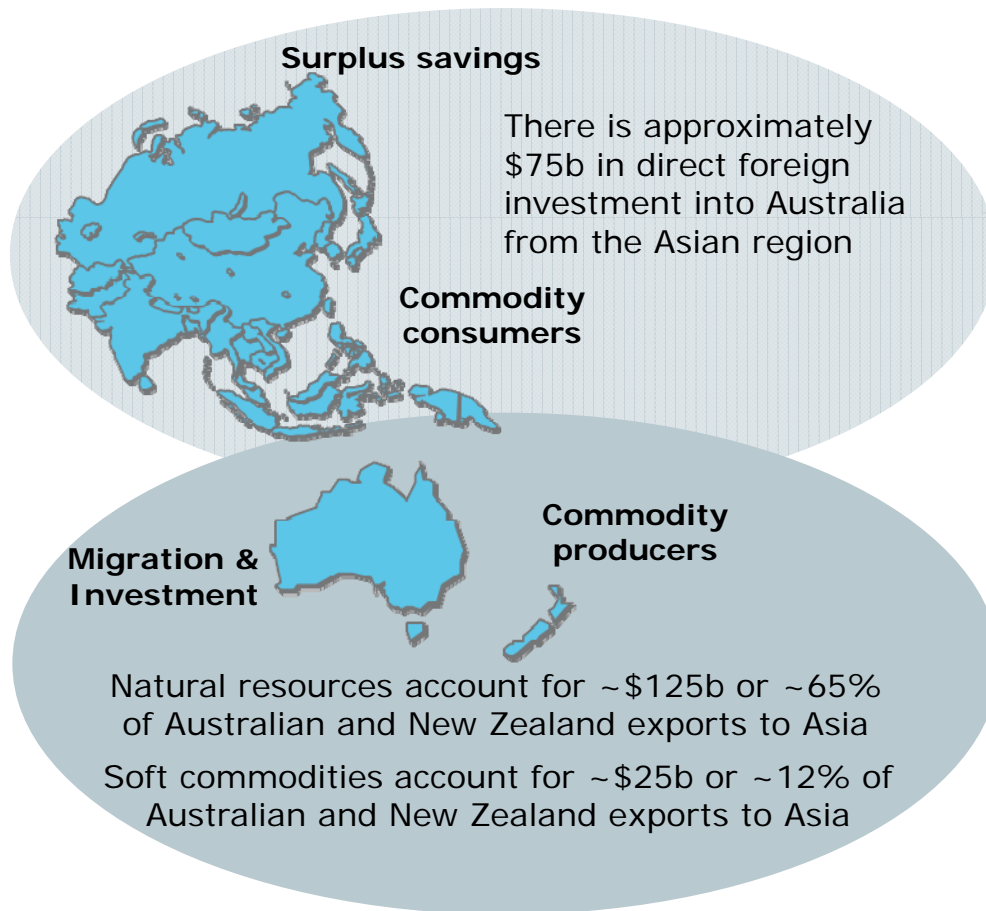 Surplus savings
There is approximately
$75b in direct foreign
investment into Australia
from the Asian region
Commodity
consumers
Commodity
producers
Migration &
Investment
Natural resources account for ~$125b or ~65%
of Australian and New Zealand exports to Asia
Soft commodities account for ~$25b or ~12% of
Australian and New Zealand exports to Asia